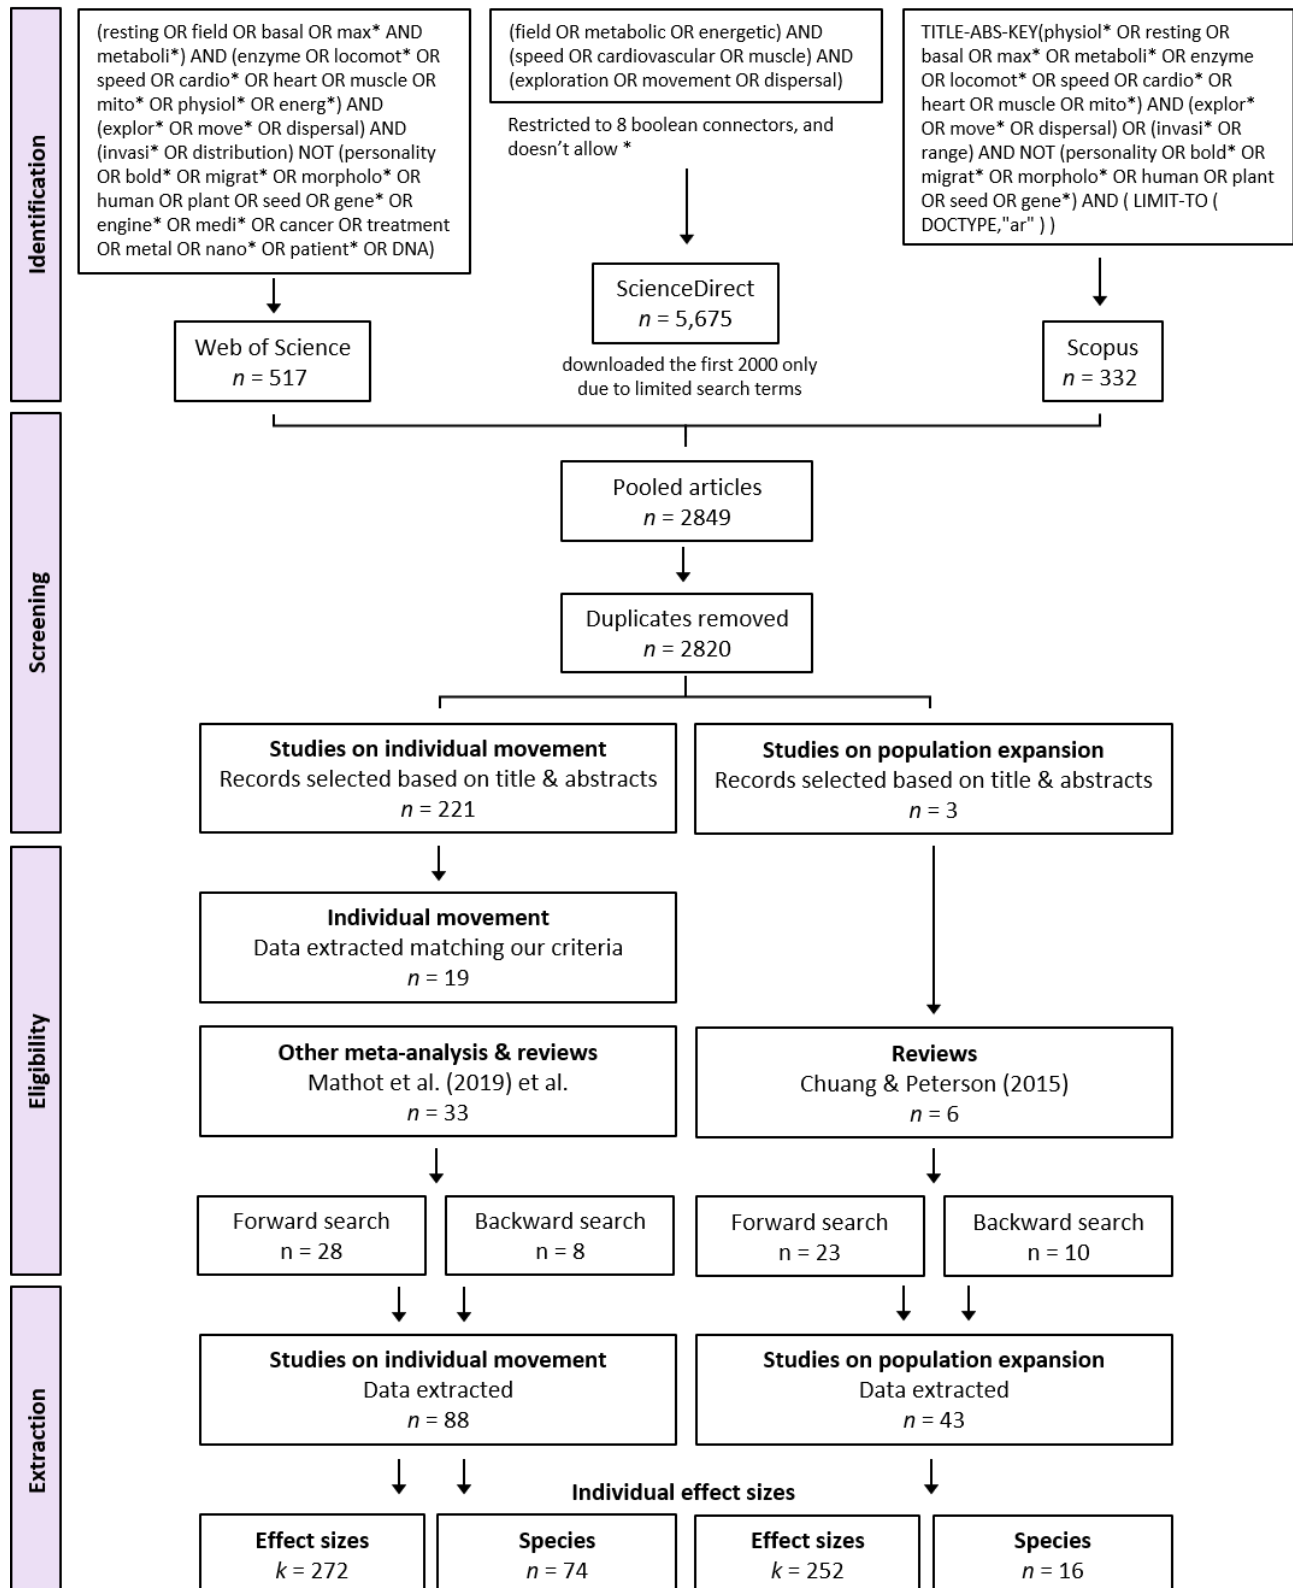 Identification
(resting OR field OR basal OR max* AND
metaboli*) AND (enzyme OR locomot* OR
speed OR cardio* OR heart OR muscle OR
mito* OR physiol* OR energ*) AND
(explor* OR move* OR dispersal) AND
(invasi* OR distribution) NOT (personality
OR bold* OR migrat* OR morpholo* OR
human OR plant OR seed OR gene* OR
engine* OR medi* OR cancer OR treatment
OR metal OR nano* OR patient* OR DNA)
(field OR metabolic OR energetic) AND
(speed OR cardiovascular OR muscle) AND
(exploration OR movement OR dispersal)
Restricted to 8 boolean connectors, and
doesn't allow *
TITLE-ABS-KEY(physiol* OR resting OR
basal OR max* OR metaboli* OR enzyme
OR locomot* OR speed OR cardio* OR
heart OR muscle OR mito*) AND (explor*
OR move* OR dispersal) OR (invasi* OR
range) AND NOT (personality OR bold* OR
migrat* OR morpholo* OR human OR plant
OR seed OR gene*) AND ( LIMIT-TO (
DOCTYPE,"ar" ) )
Web of Science
n = 517
ScienceDirect
n = 5,675
downloaded the first 2000 only
due to limited search terms
Scopus
n = 332
Screening
Pooled articles
n = 2849
Duplicates removed
n = 2820
Studies on individual movement
Records selected based on title & abstracts
n = 221
Studies on population expansion
Records selected based on title & abstracts
n = 3
Eligibility
Individual movement
Data extracted matching our criteria
n = 19
Other meta-analysis & reviews
Mathot et al. (2019) et al.
n = 33
Reviews
Chuang & Peterson (2015)
n = 6
Forward search
n = 28
Backward search
n = 8
Forward search
n = 23
Backward search
n = 10
Extraction
Studies on individual movement
Data extracted
n = 88
Studies on population expansion
Data extracted
n = 43
Individual effect sizes
Effect sizes
k = 272
Species
n = 74
Effect sizes
k = 252
Species
n = 16